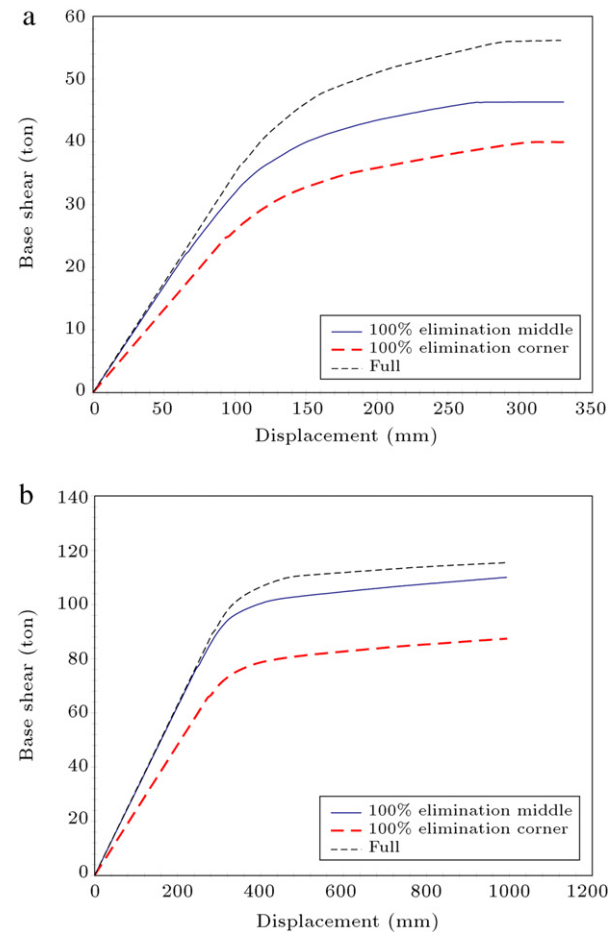 a
60
50
40
30
20
10
0
Base shear (ton)
100% elimination middle
100% elimination corner
Full
0 50 100 150 200 250 300 350
Displacement (mm)
b
140
120
100
80
60
40
20
0
Base shear (ton)
100% elimination middle
100% elimination corner
Full
0 200 400 600 800 1000 1200
Displacement (mm)